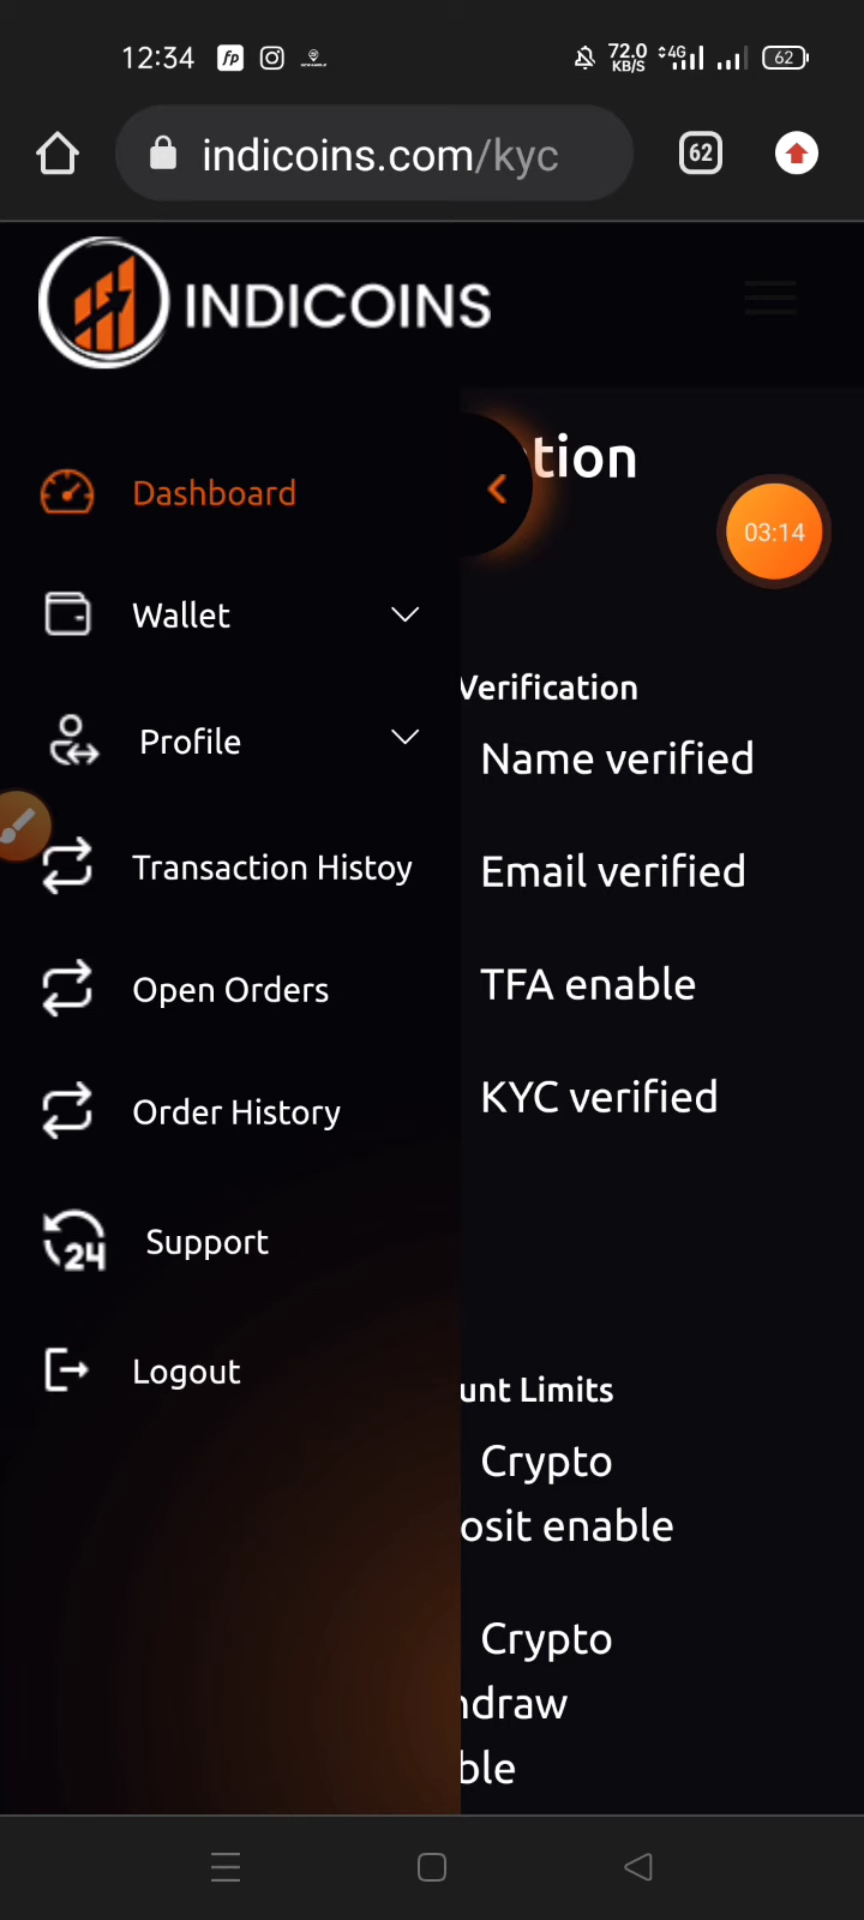 12:34 fp 72.0 KB/S 4G 62
indicoins.com/kyc 62
INDICOINS
tion
Dashboard
03:14
Wallet
Verification
Profile
Name verified
Transaction Histoy
Email verified
Open Orders
TFA enable
Order History
KYC verified
24 Support
Logout
unt Limits
Crypto
osit enable
Crypto
hdraw
ble